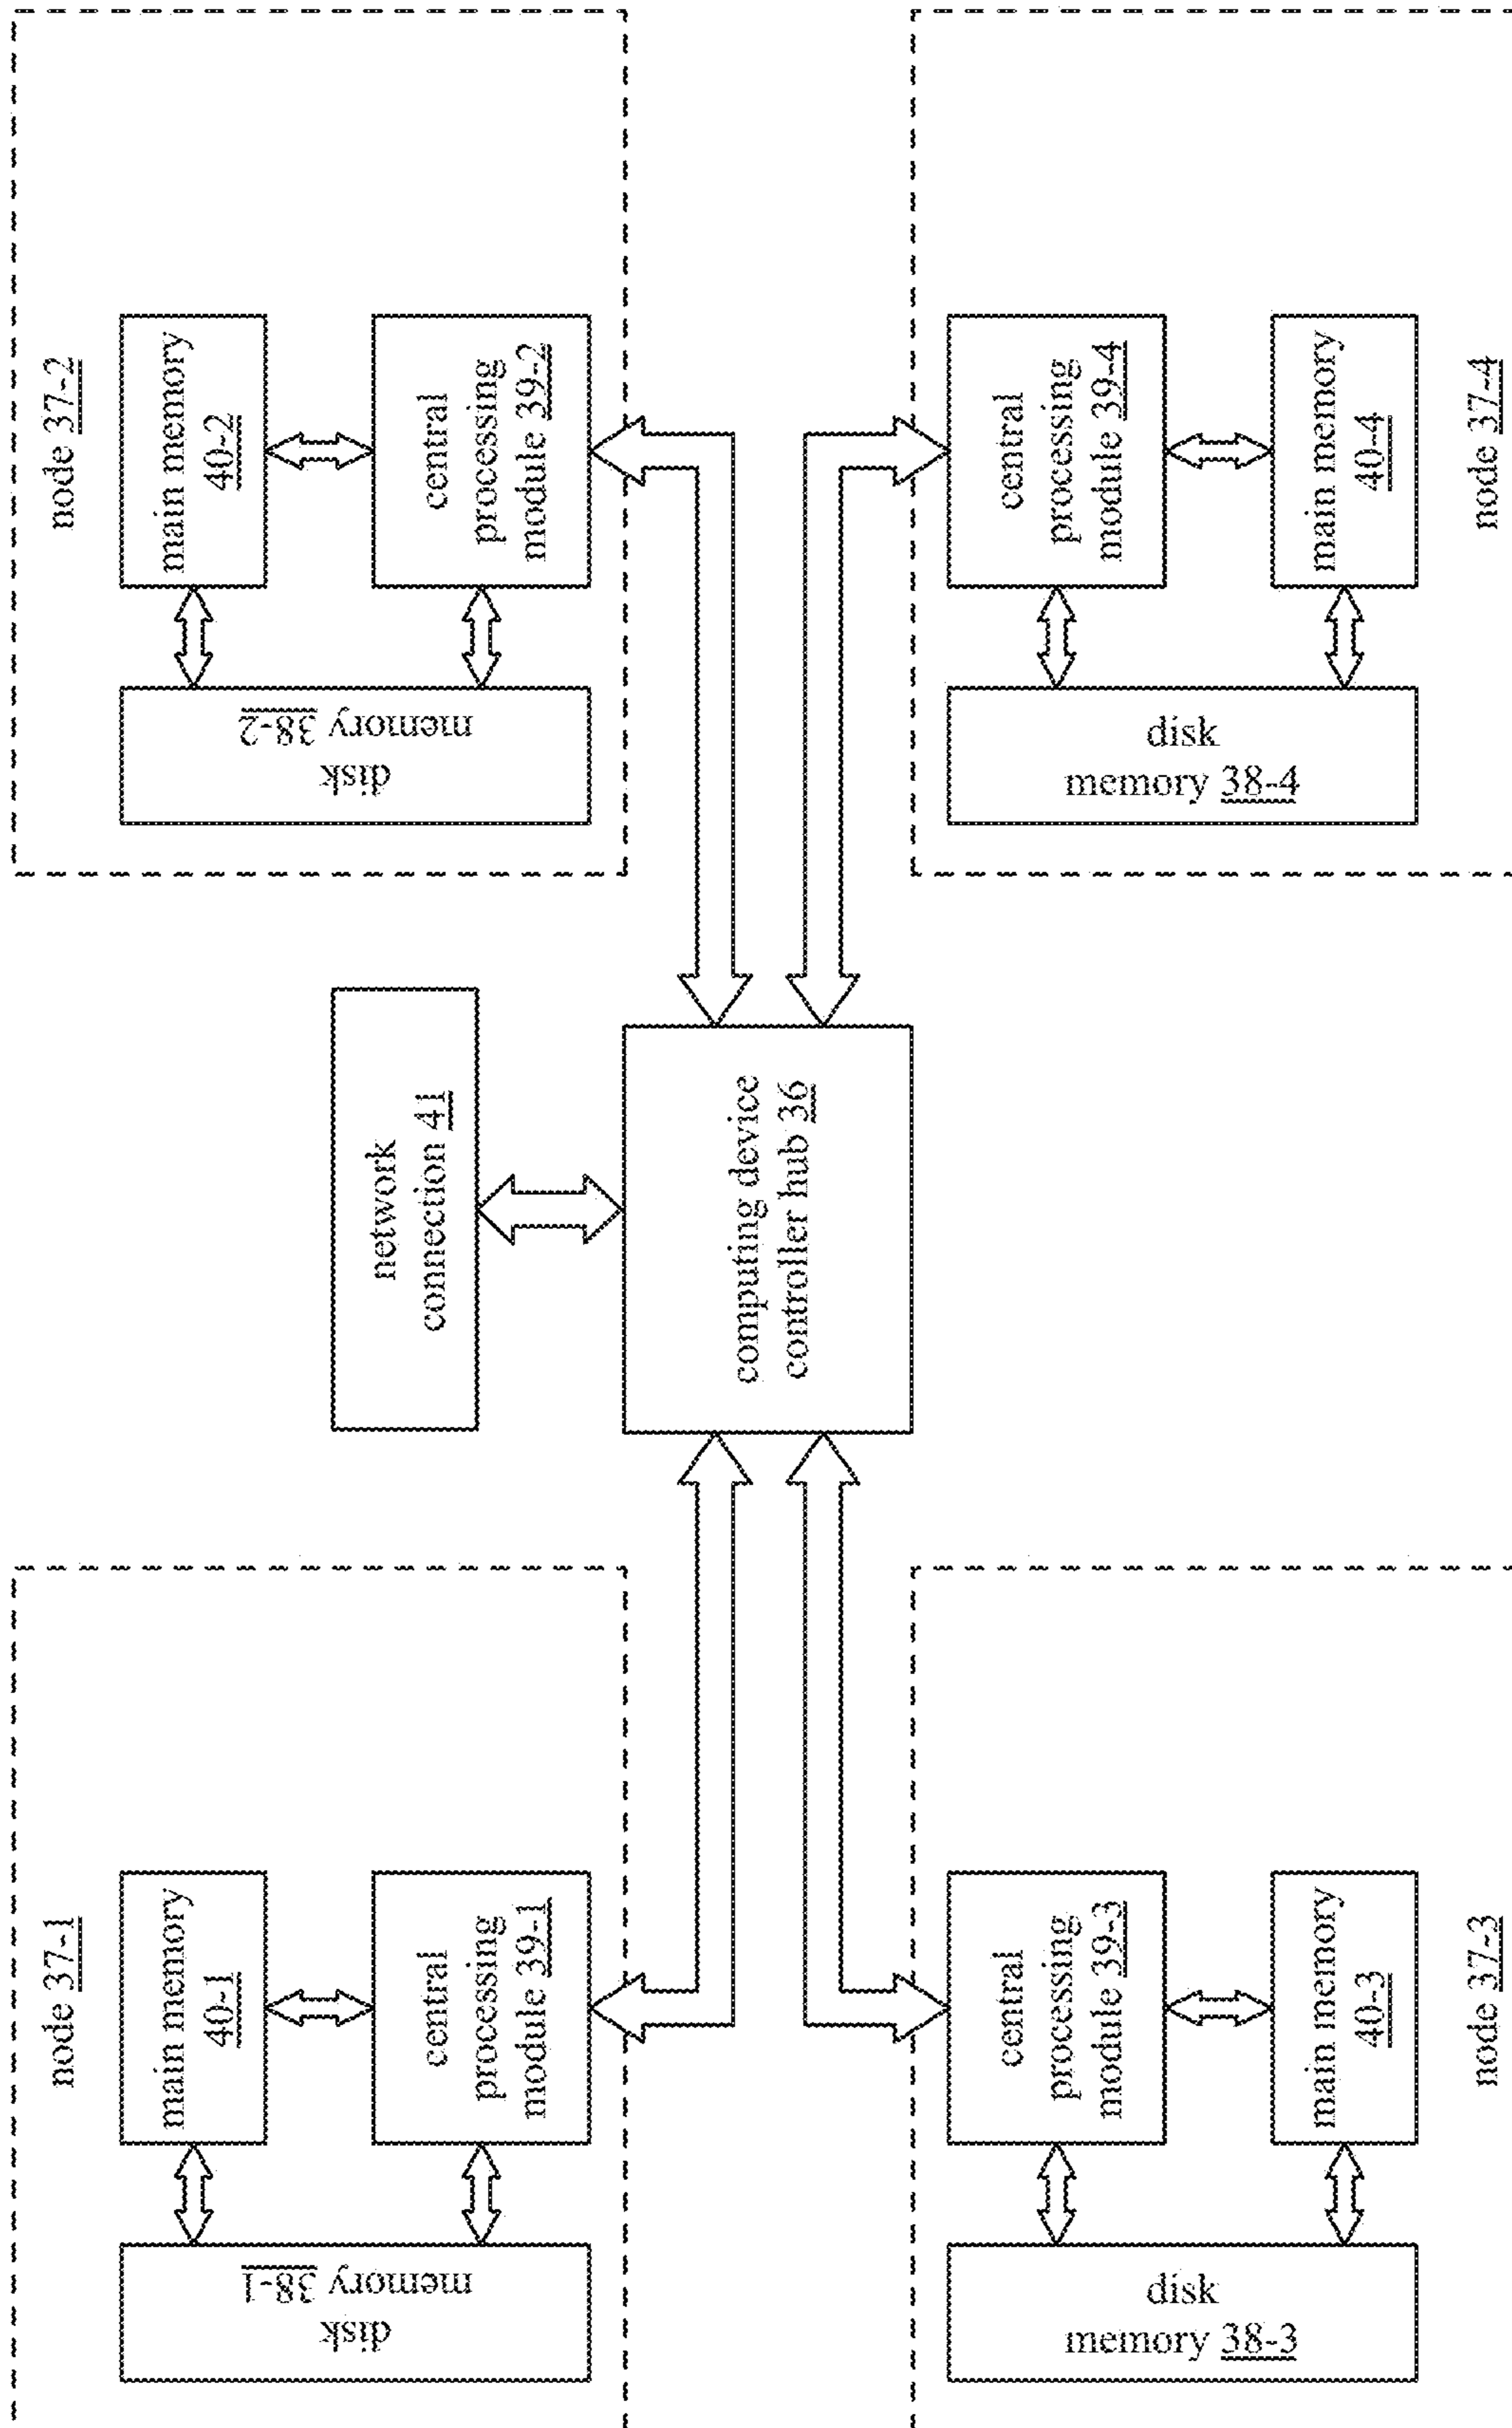 node 37-1
main memory
40-1
central
processing
module 39-1
disk
memory 38-1
node 37-2
main memory
40-2
central
processing
module 39-2
disk
memory 38-2
network
connection 41
computing device
controller hub 36
central
processing
module 39-3
main memory
40-3
disk
memory 38-3
node 37-3
central
processing
module 39-4
main memory
40-4
disk
memory 38-4
node 37-4